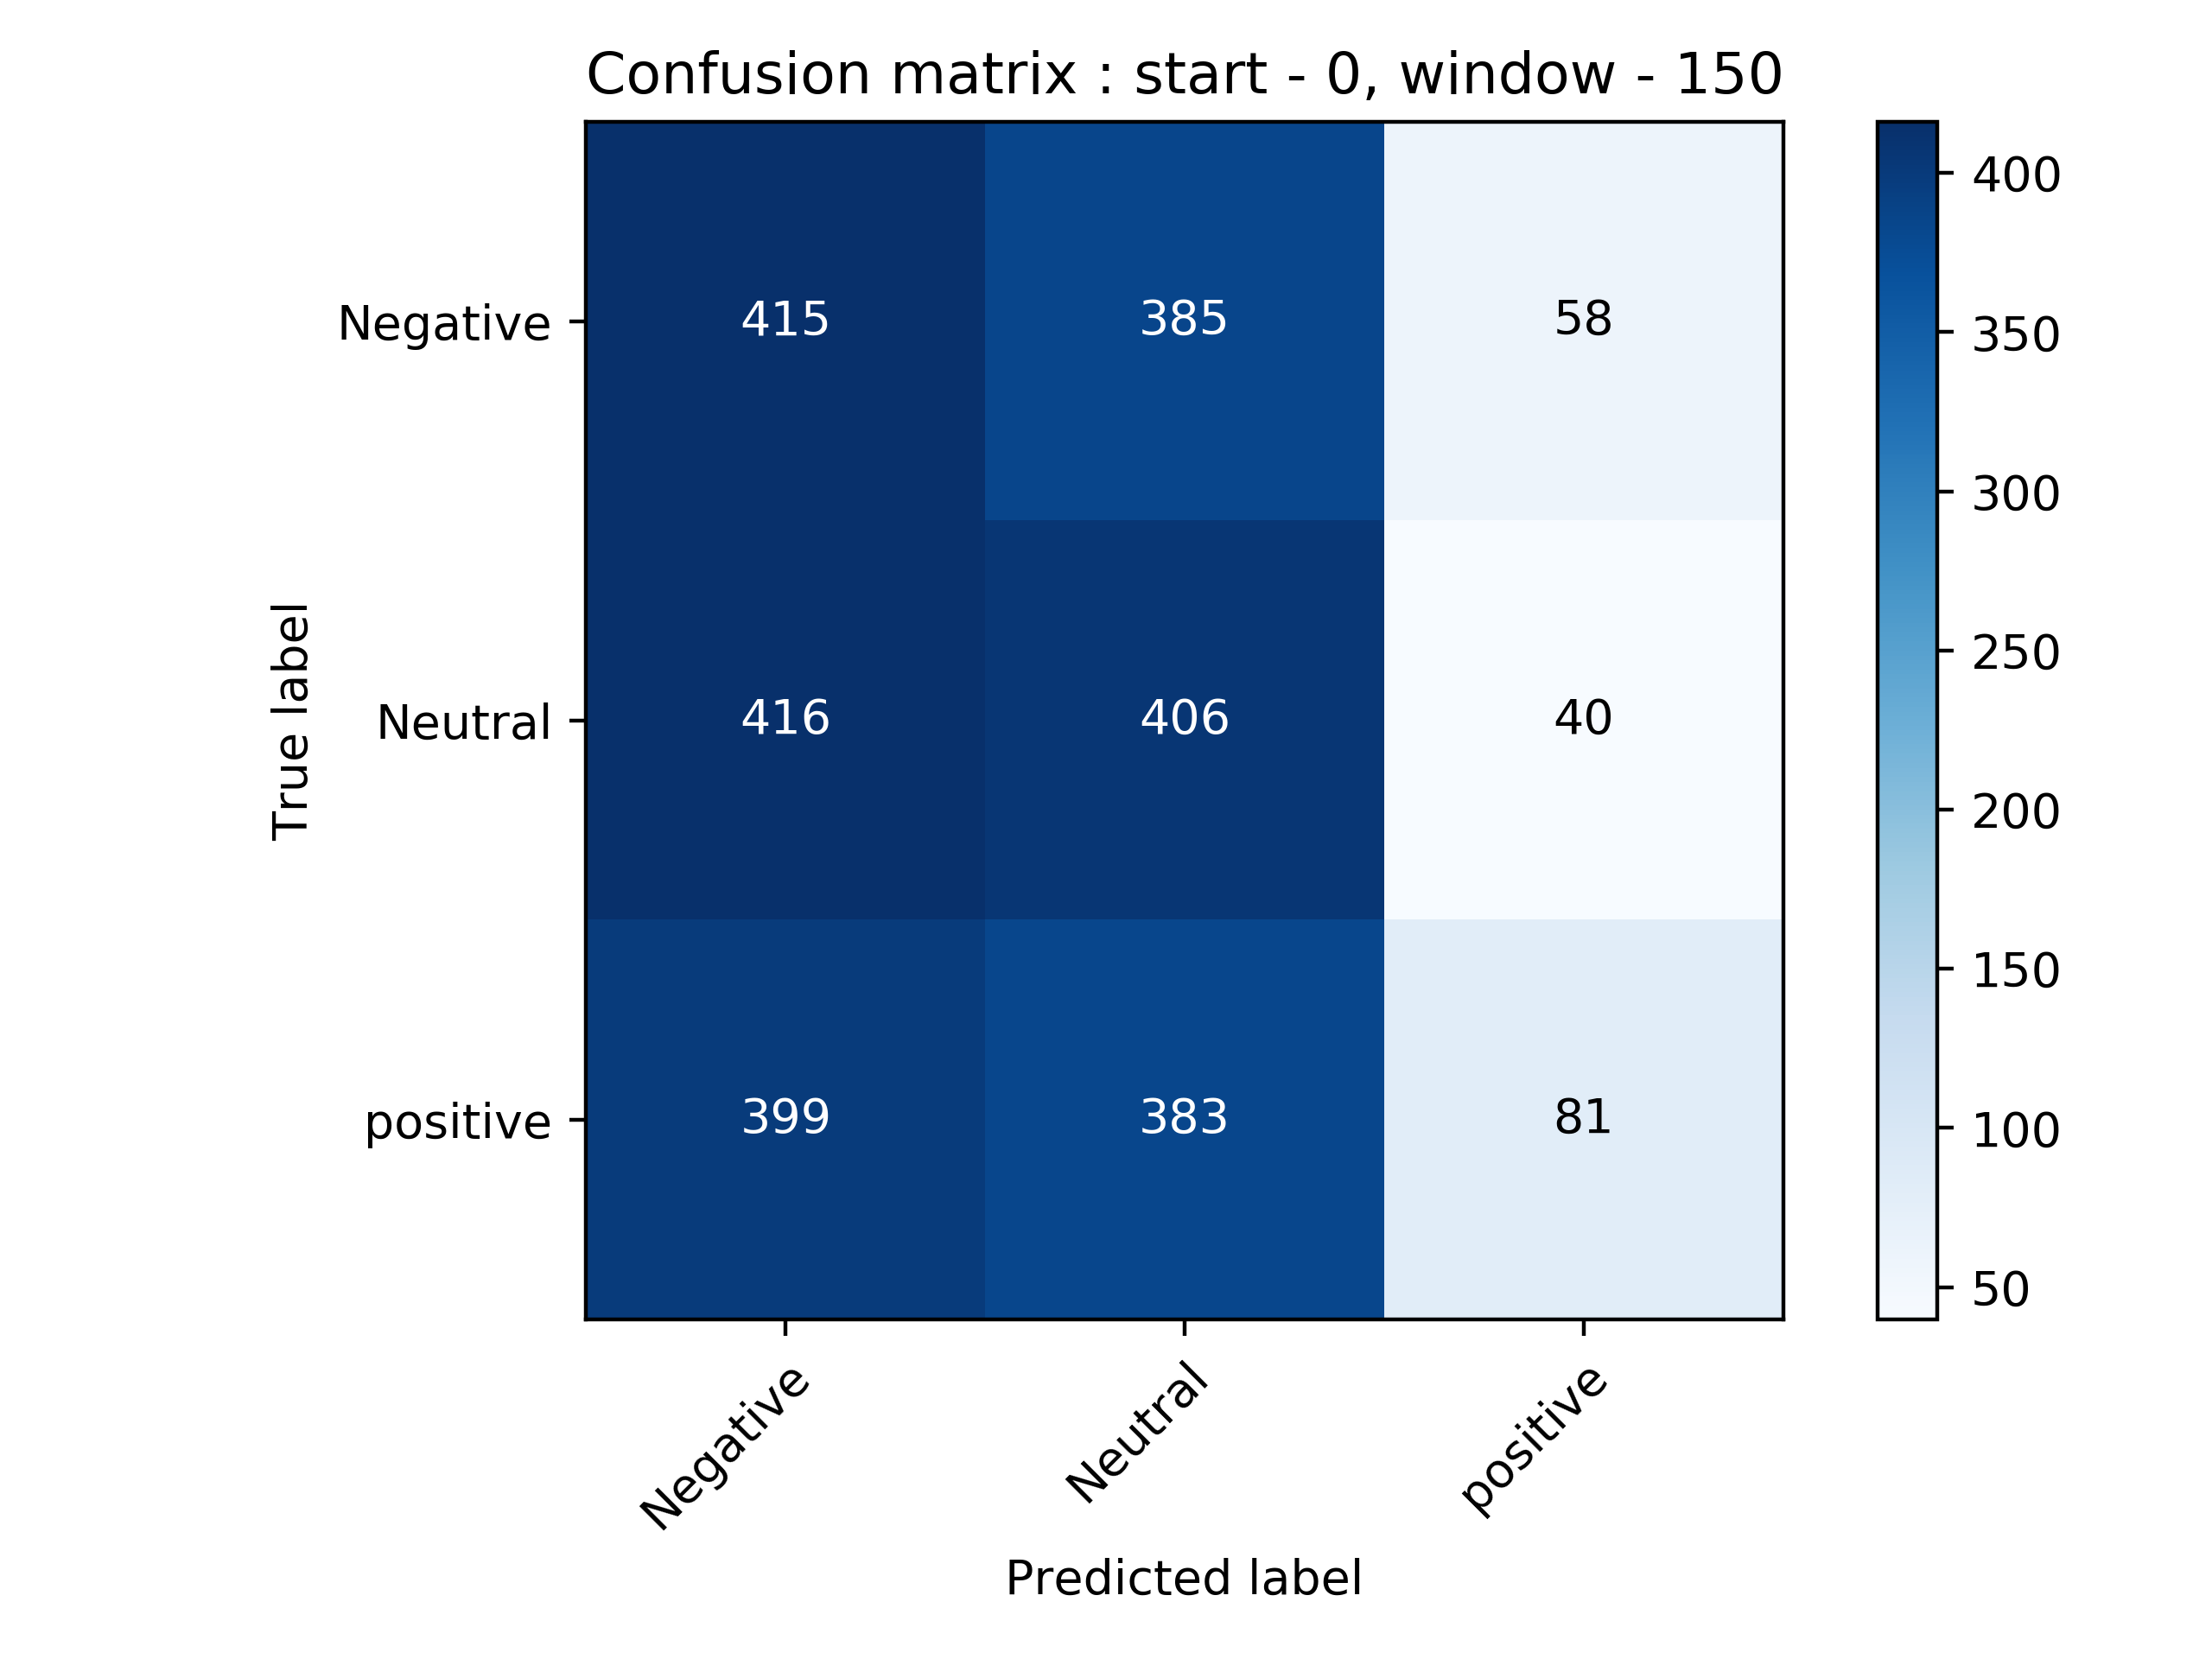 Confusion matrix : start - 0, window - 150
True label
Negative 415 385 58
Neutral 416 406 40
positive 399 383 81
Negative Neutral positive
Predicted label
400
350
300
250
200
150
100
50